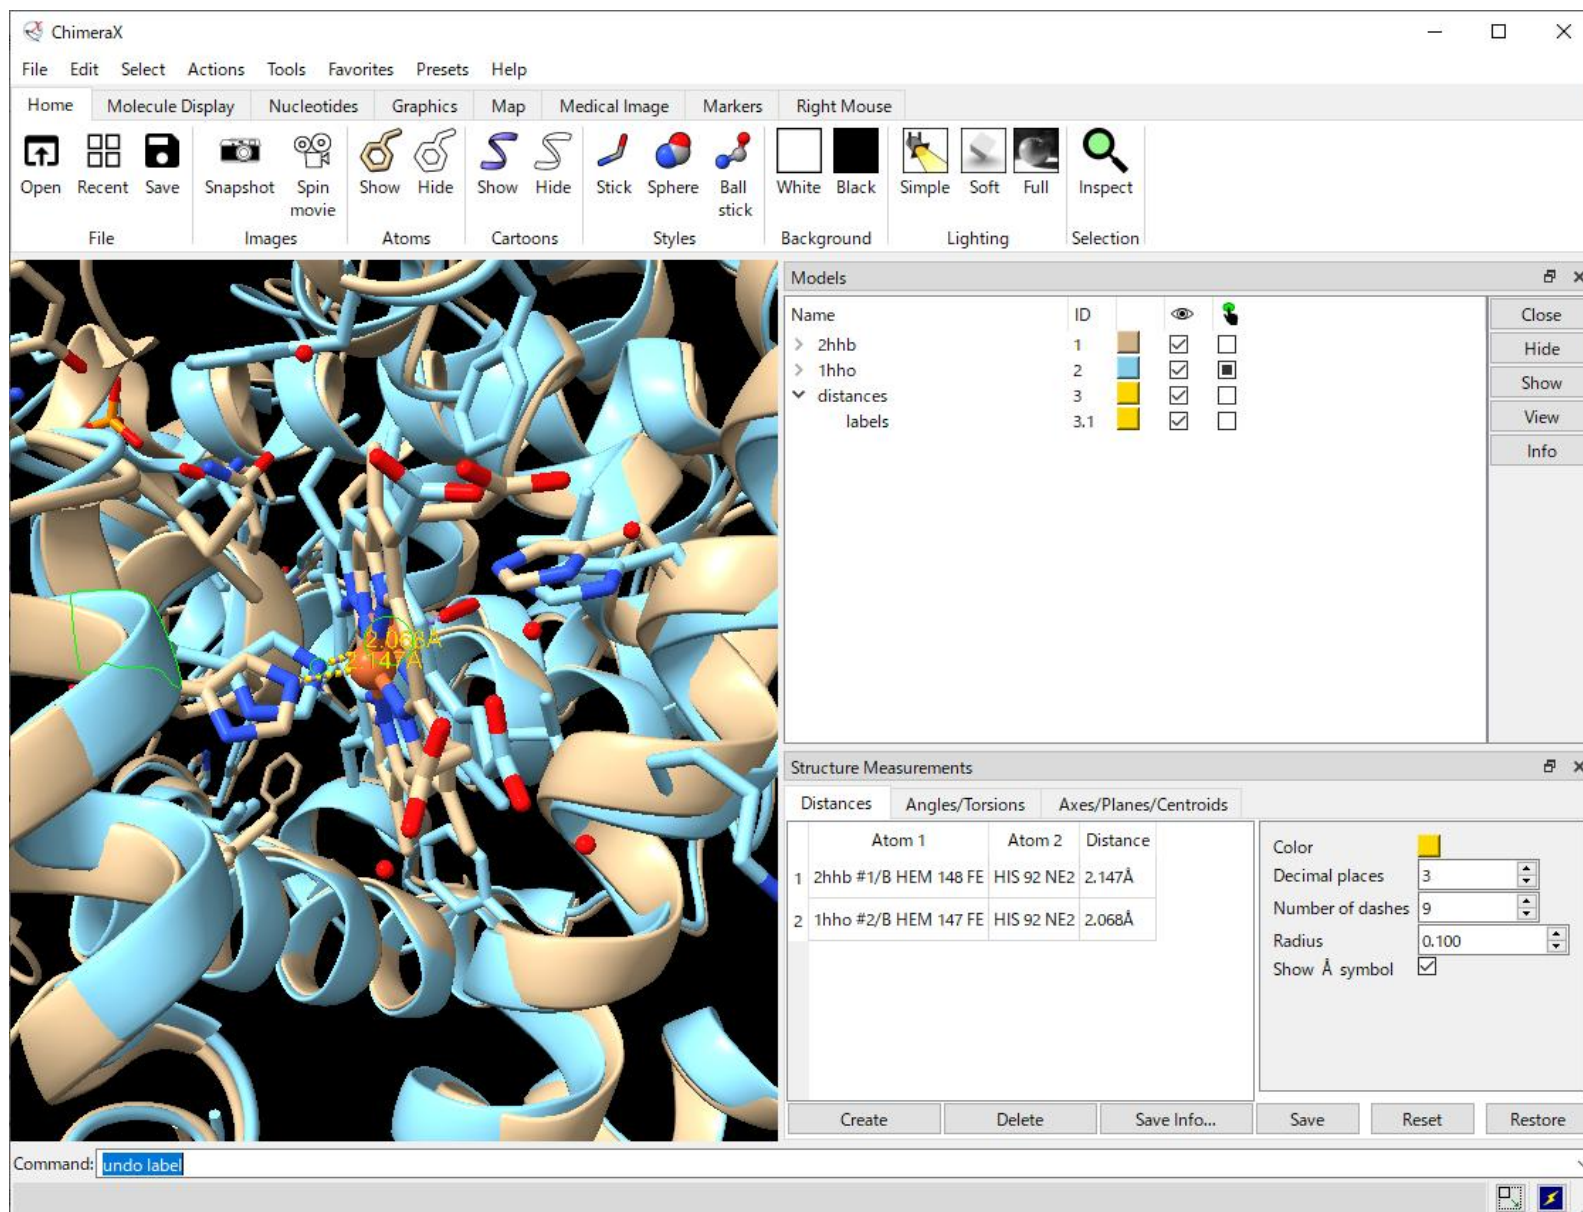 ChimeraX
File Edit Select Actions Tools Favorites Presets Help
Home Molecule Display Nucleotides Graphics Map Medical Image Markers Right Mouse
Open Recent Save Snapshot Spin movie Show Hide Show Hide Stick Sphere Ball stick White Black Simple Soft Full Inspect
File Images Atoms Cartoons Styles Background Lighting Selection
Models
Name ID
2hhb 1
1hho 2
distances 3
labels 3.1
Close
Hide
Show
View
Info
2.068Å
2.147Å
Structure Measurements
Distances Angles/Torsions Axes/Planes/Centroids
Atom 1 Atom 2 Distance
1 2hhb #1/B HEM 148 FE HIS 92 NE2 2.147Å
2 1hho #2/B HEM 147 FE HIS 92 NE2 2.068Å
Color
Decimal places 3
Number of dashes 9
Radius 0.100
Show Å symbol
Create Delete Save Info... Save Reset Restore
Command: undo label